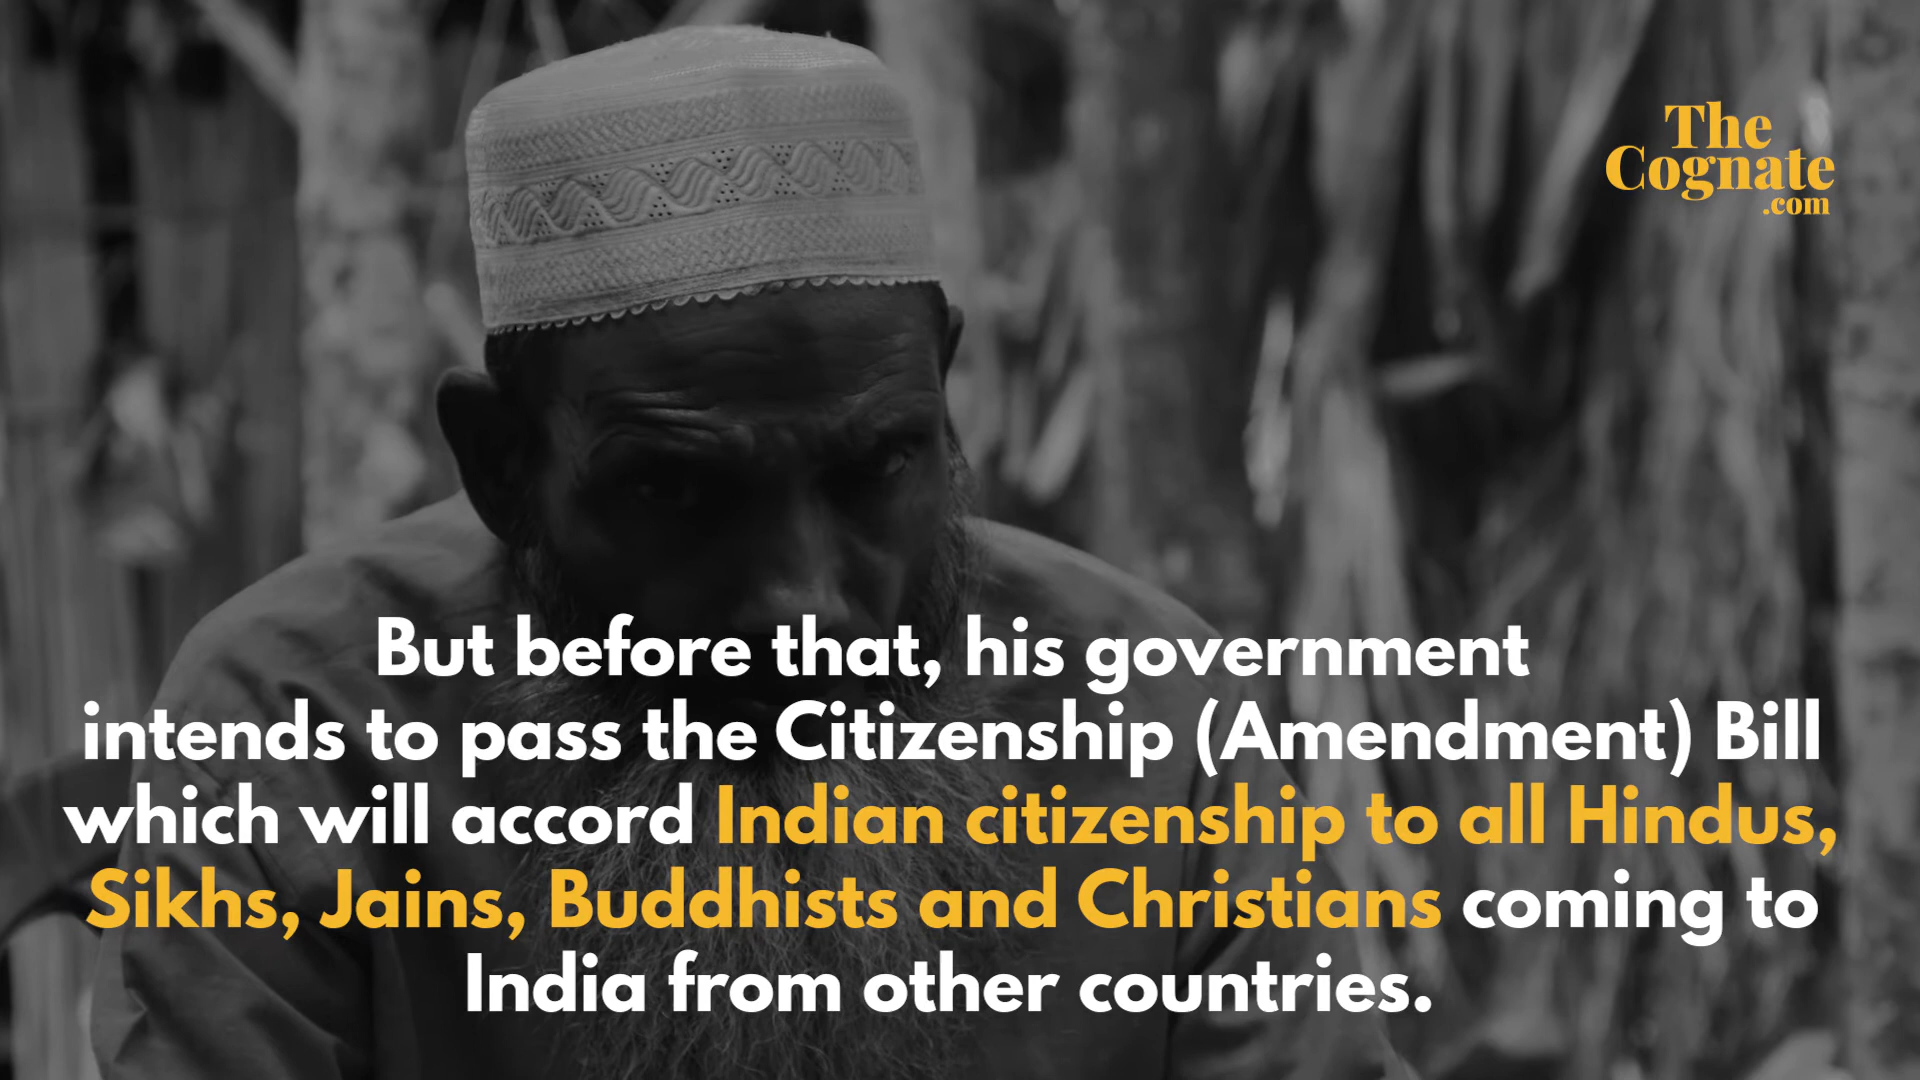 The
Cognate
.com
But before that, his government
intends to pass the Citizenship (Amendment) Bill
which will accord Indian citizenship to all Hindus,
Sikhs, Jains, Buddhists and Christians coming to
India from other countries.